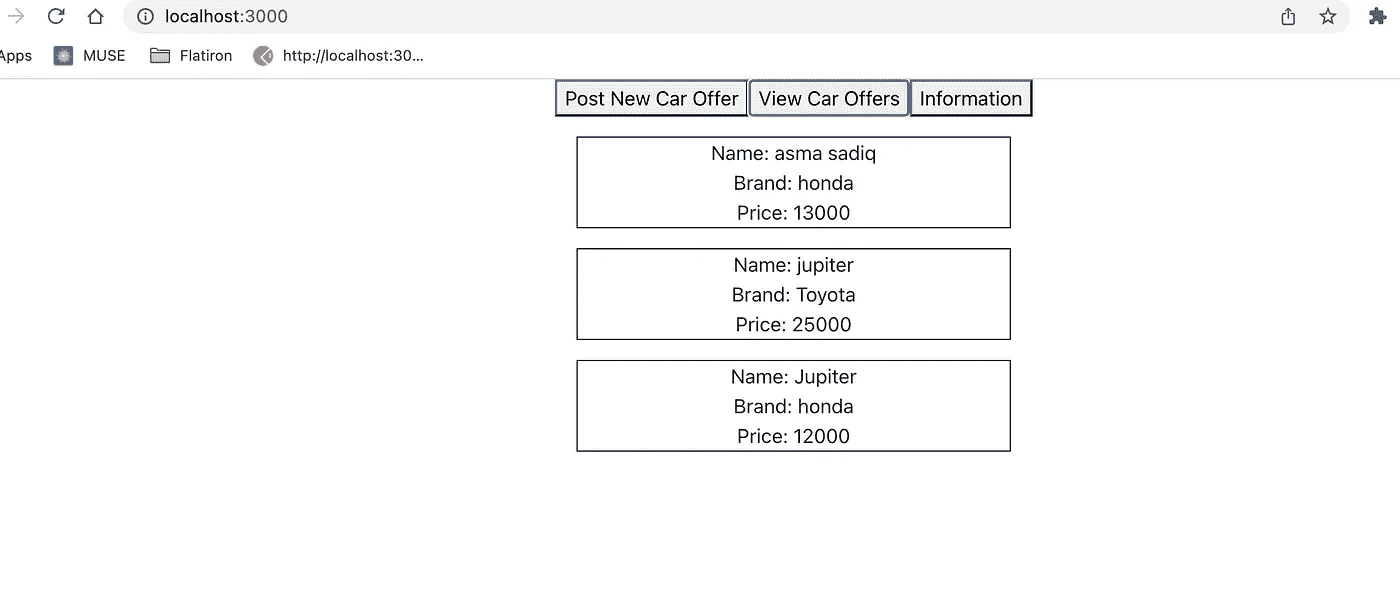 localhost:3000
Apps MUSE Flatiron http://localhost:30...
Post New Car Offer View Car Offers Information
Name: asma sadiq
Brand: honda
Price: 13000
Name: jupiter
Brand: Toyota
Price: 25000
Name: Jupiter
Brand: honda
Price: 12000